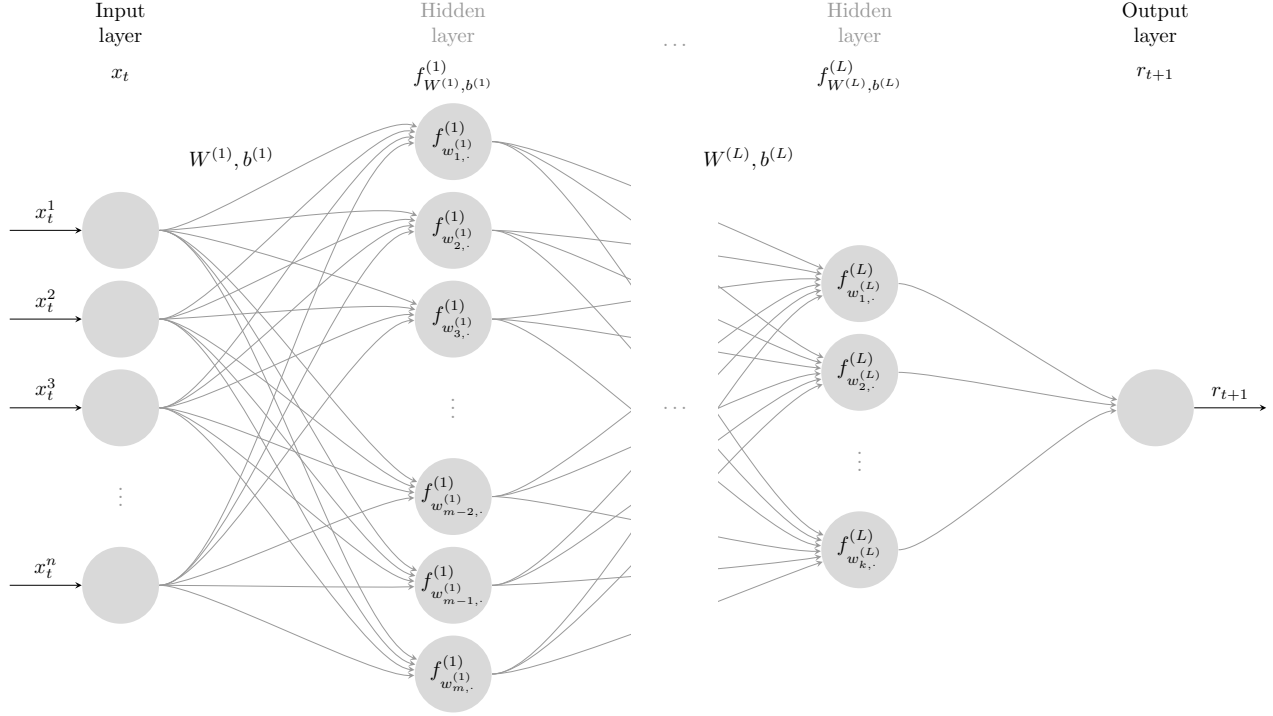 Input layer
Hidden layer
...
Hidden layer
Output layer
x_t
f^{(1)}_{W^{(1)},b^{(1)}}
f^{(L)}_{W^{(L)},b^{(L)}}
r_{t+1}
W^{(1)}, b^{(1)}
W^{(L)}, b^{(L)}
x_t^1
x_t^2
x_t^3
⋮
x_t^n
f^{(1)}_{w^{(1)}_{1,·}}
f^{(1)}_{w^{(1)}_{2,·}}
f^{(1)}_{w^{(1)}_{3,·}}
⋮
f^{(1)}_{w^{(1)}_{m-2,·}}
f^{(1)}_{w^{(1)}_{m-1,·}}
f^{(1)}_{w^{(1)}_{m,·}}
...
f^{(L)}_{w^{(L)}_{1,·}}
f^{(L)}_{w^{(L)}_{2,·}}
⋮
f^{(L)}_{w^{(L)}_{k,·}}
r_{t+1}